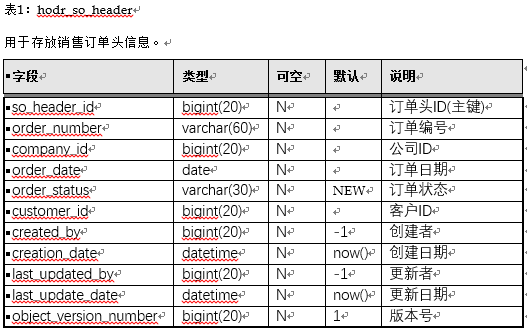 表1：hodr_so_header
用于存放销售订单头信息。
字段 类型 可空 默认 说明
so_header_id bigint(20) N 订单头ID(主键)
order_number varchar(60) N 订单编号
company_id bigint(20) N 公司ID
order_date date N 订单日期
order_status varchar(30) N NEW 订单状态
customer_id bigint(20) N 客户ID
created_by bigint(20) N -1 创建者
creation_date datetime N now() 创建日期
last_updated_by bigint(20) N -1 更新者
last_update_date datetime N now() 更新日期
object_version_number bigint(20) N 1 版本号